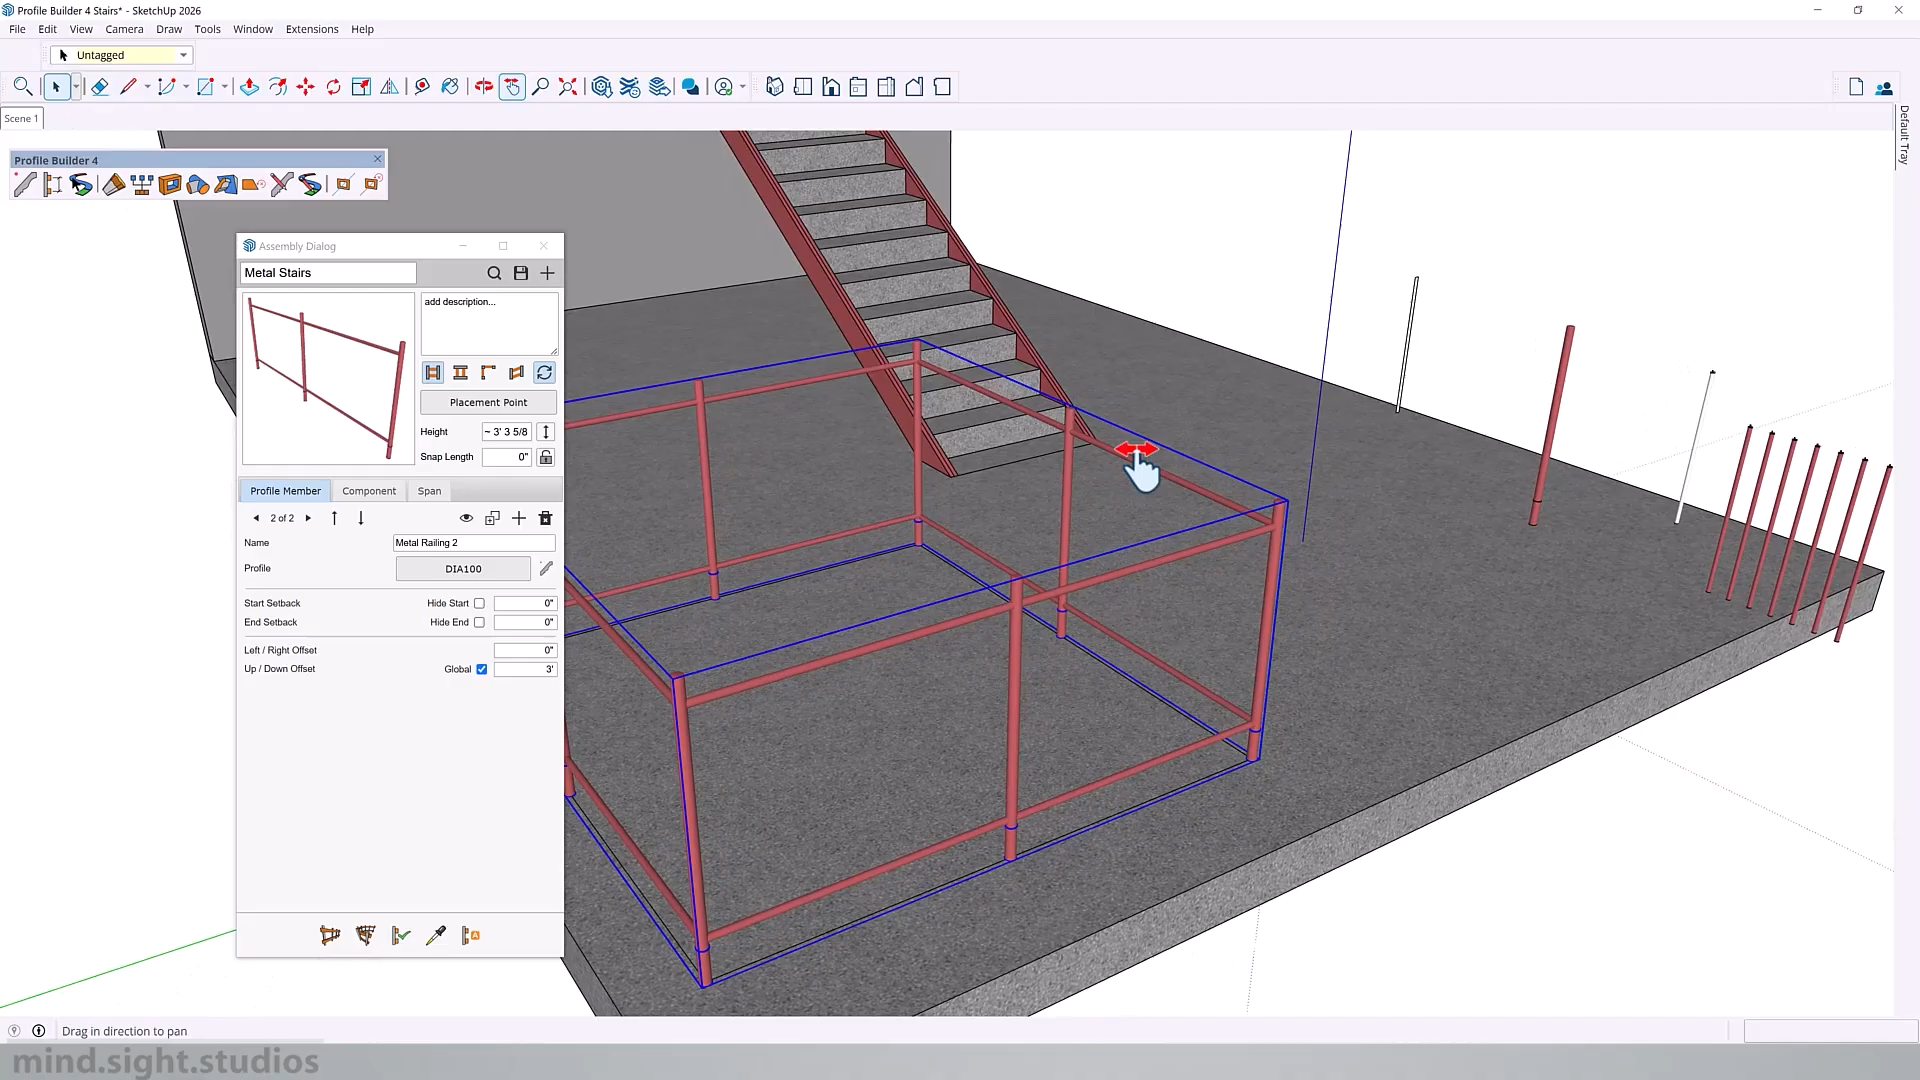 Profile Builder 4 Stairs* - SketchUp 2026
File Edit View Camera Draw Tools Window Extensions Help
Untagged
Scene 1
Default Tray
Profile Builder 4
Assembly Dialog
Metal Stairs
add description...
Placement Point
Height ~ 3' 3 5/8
Snap Length 0"
Profile Member Component Span
2 of 2
Name Metal Railing 2
Profile DIA100
Start Setback Hide Start 0"
End Setback Hide End 0"
Left / Right Offset 0"
Up / Down Offset Global 3'
Drag in direction to pan
mind.sight.studios